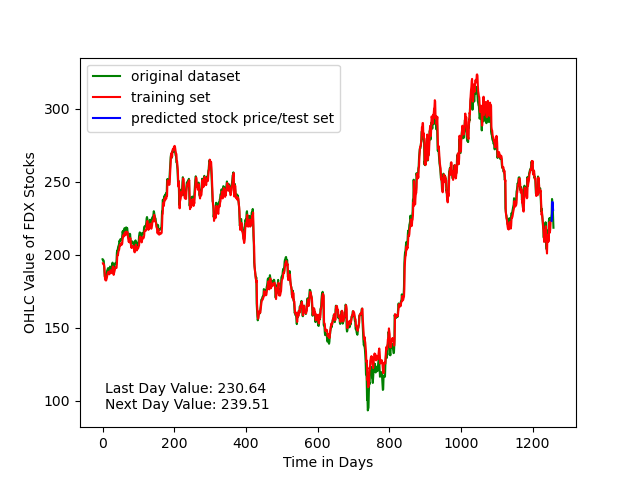 original dataset
training set
predicted stock price/test set
OHLC Value of FDX Stocks
300
250
200
150
100
Last Day Value: 230.64
Next Day Value: 239.51
0 200 400 600 800 1000 1200
Time in Days